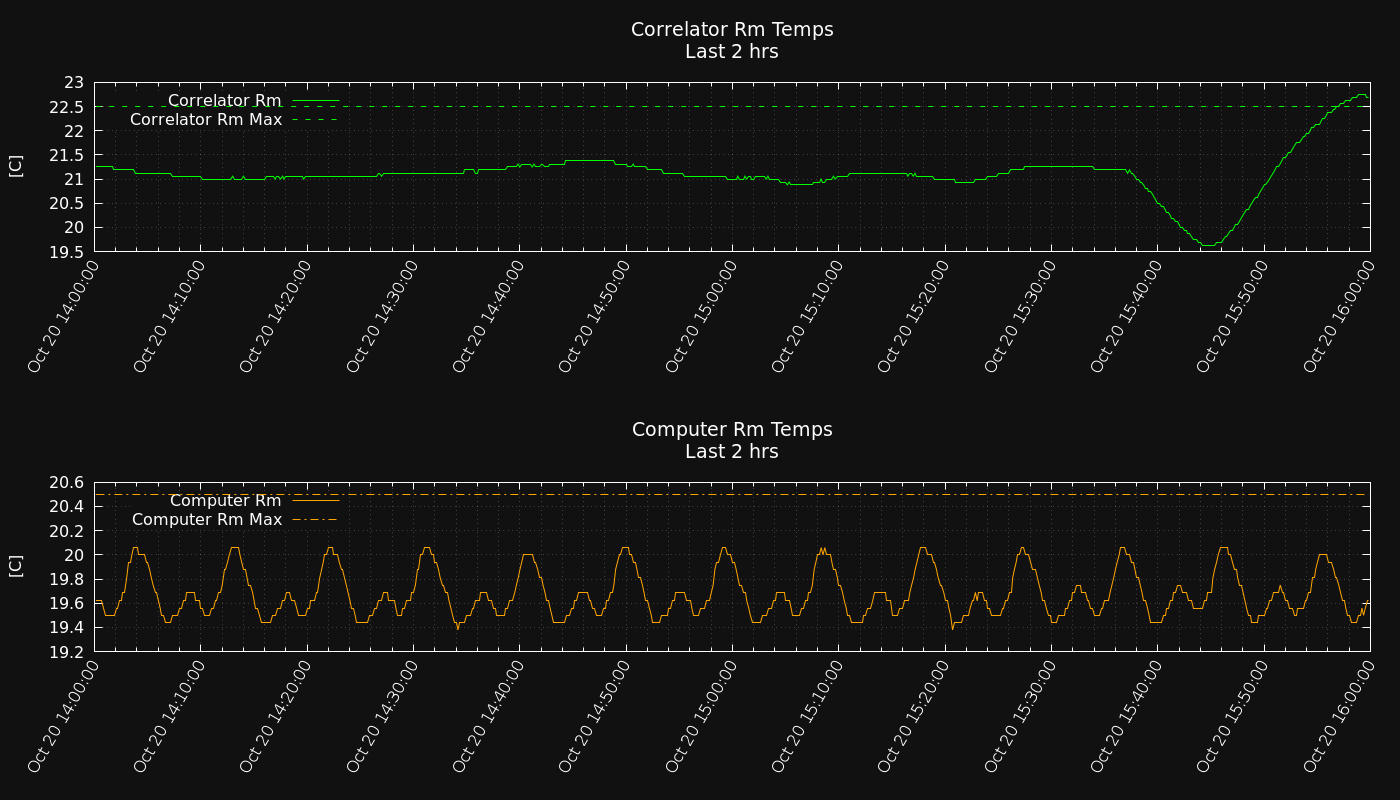 Correlator Rm Temps
Last 2 hrs
23
22.5
22
21.5
21
20.5
20
19.5
[C]
Correlator Rm
Correlator Rm Max
Oct 20 14:00:00
Oct 20 14:10:00
Oct 20 14:20:00
Oct 20 14:30:00
Oct 20 14:40:00
Oct 20 14:50:00
Oct 20 15:00:00
Oct 20 15:10:00
Oct 20 15:20:00
Oct 20 15:30:00
Oct 20 15:40:00
Oct 20 15:50:00
Oct 20 16:00:00
Computer Rm Temps
Last 2 hrs
20.6
20.4
20.2
20
19.8
19.6
19.4
19.2
[C]
Computer Rm
Computer Rm Max
Oct 20 14:00:00
Oct 20 14:10:00
Oct 20 14:20:00
Oct 20 14:30:00
Oct 20 14:40:00
Oct 20 14:50:00
Oct 20 15:00:00
Oct 20 15:10:00
Oct 20 15:20:00
Oct 20 15:30:00
Oct 20 15:40:00
Oct 20 15:50:00
Oct 20 16:00:00